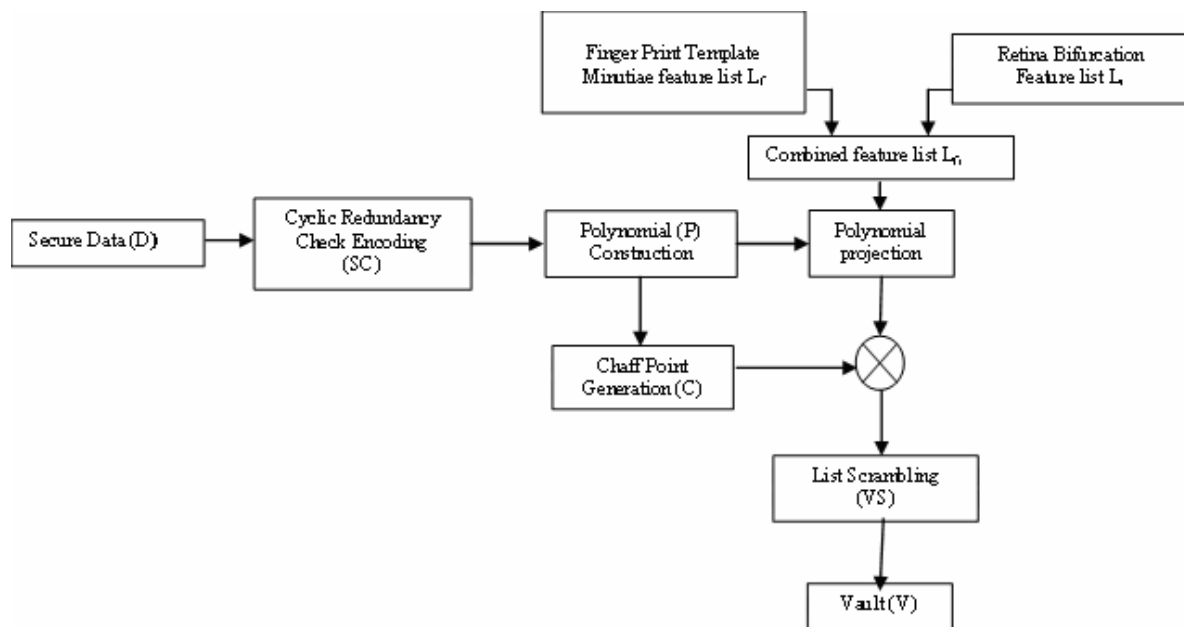 Finger Print Template
Minutiae feature list Lf
Retina Bifurcation
Feature list L
Combined feature list L
Secure Data (D)
Cyclic Redundancy
Check Encoding
(SC)
Polynomial (P)
Construction
Polynomial
projection
Chaff Point
Generation (C)
List Scrambling
(VS)
Vault (V)